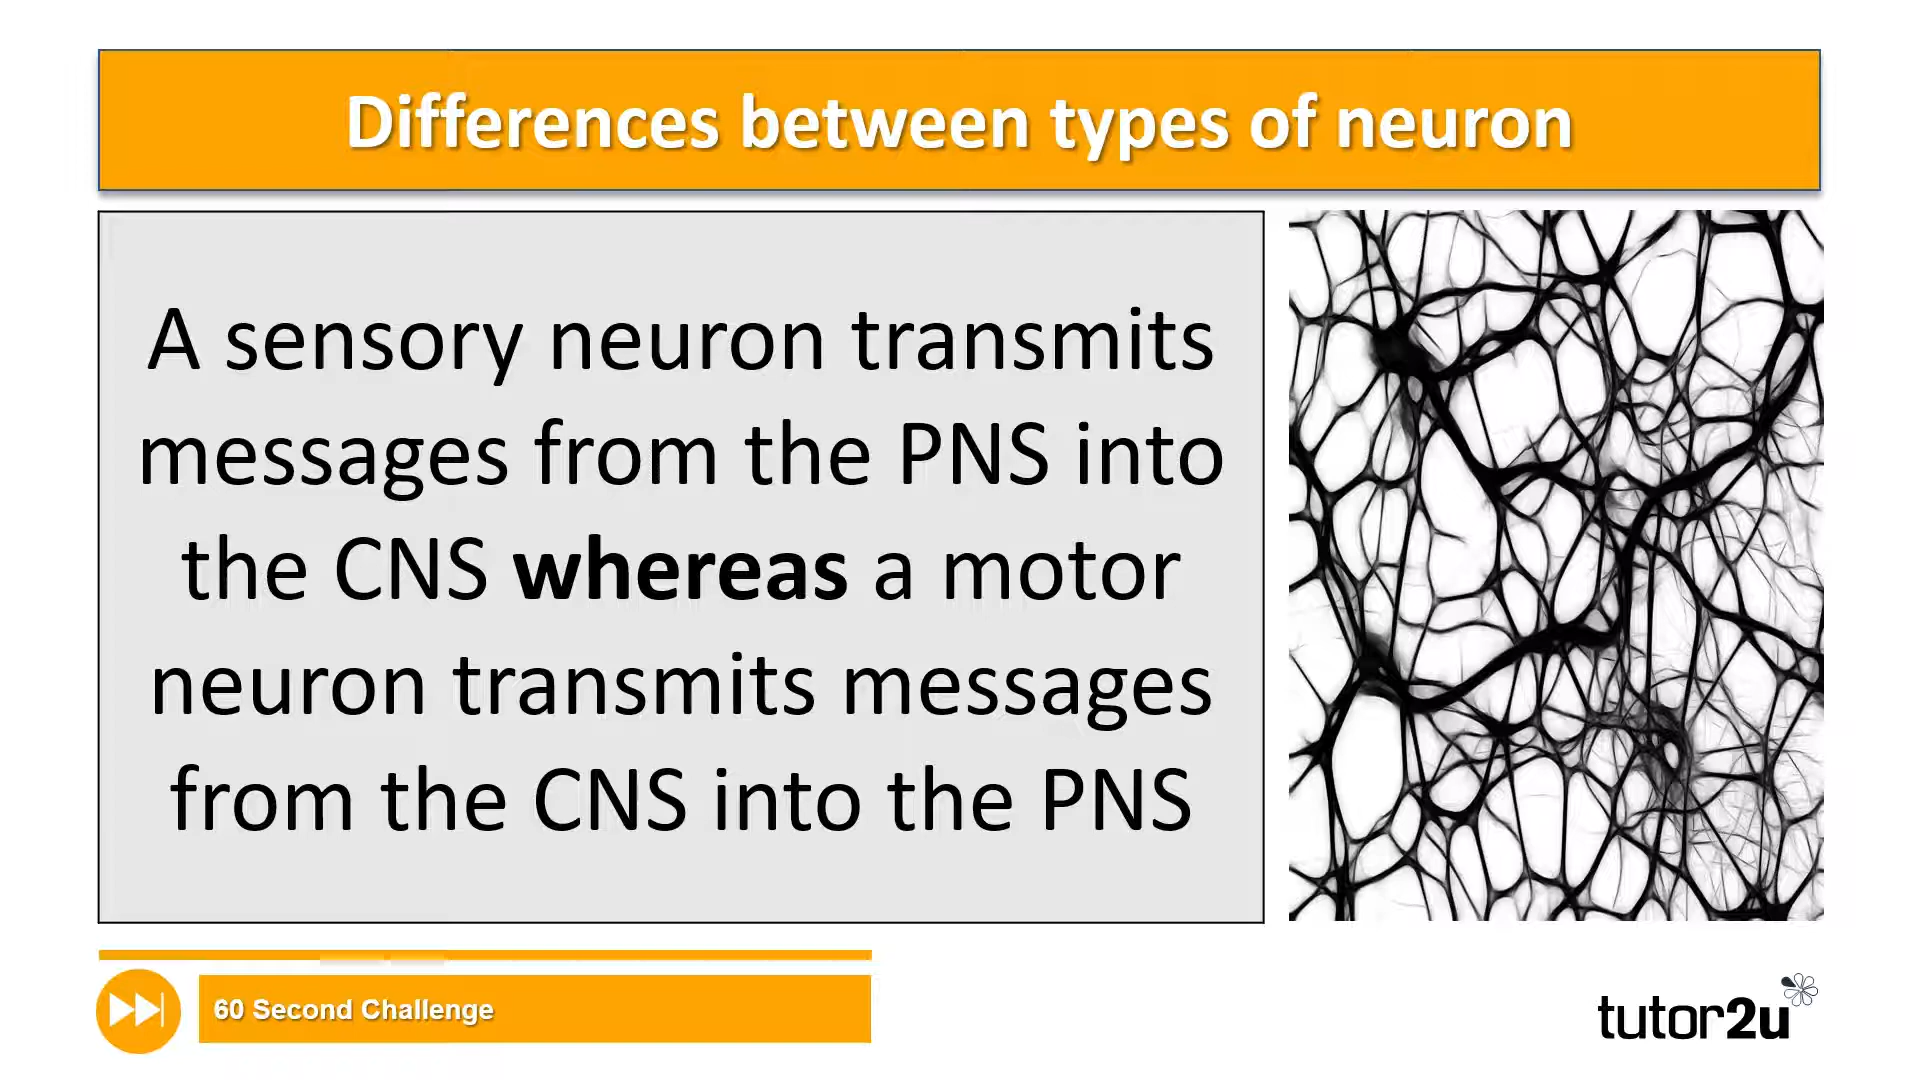 Differences between types of neuron
A sensory neuron transmits
messages from the PNS into
the CNS whereas a motor
neuron transmits messages
from the CNS into the PNS
60 Second Challenge
tutor2u